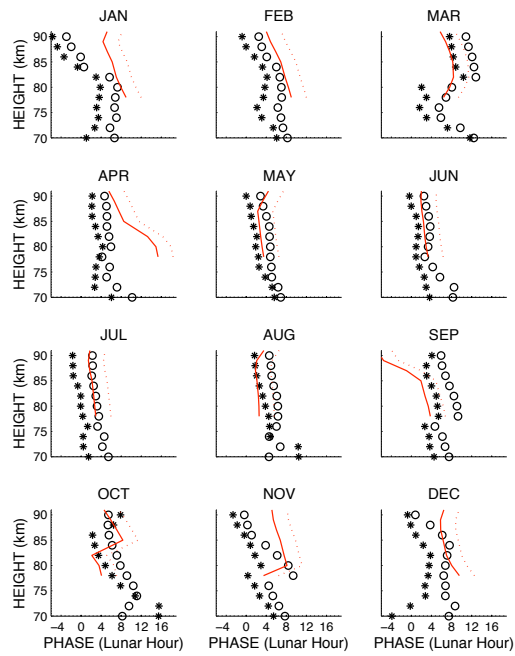 JAN FEB MAR
HEIGHT (km)
90
85
80
75
70
APR MAY JUN
HEIGHT (km)
90
85
80
75
70
JUL AUG SEP
HEIGHT (km)
90
85
80
75
70
OCT NOV DEC
HEIGHT (km)
90
85
80
75
70
−4 0 4 8 12 16 −4 0 4 8 12 16 −4 0 4 8 12 16
PHASE (Lunar Hour) PHASE (Lunar Hour) PHASE (Lunar Hour)